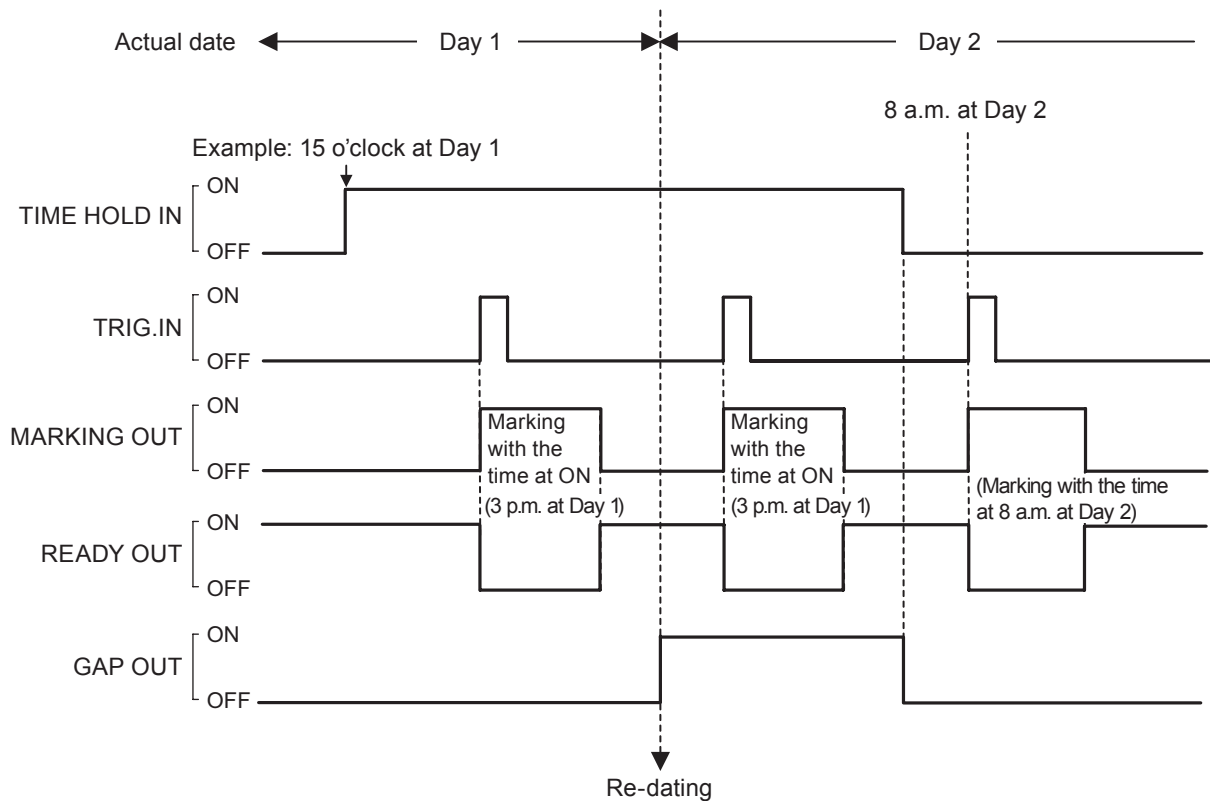 Actual date
Day 1
Day 2
8 a.m. at Day 2
Example: 15 o'clock at Day 1
TIME HOLD IN
ON
OFF
TRIG.IN
ON
OFF
MARKING OUT
ON
OFF
Marking
with the
time at ON
(3 p.m. at Day 1)
Marking
with the
time at ON
(3 p.m. at Day 1)
(Marking with the time
at 8 a.m. at Day 2)
READY OUT
ON
OFF
GAP OUT
ON
OFF
Re-dating